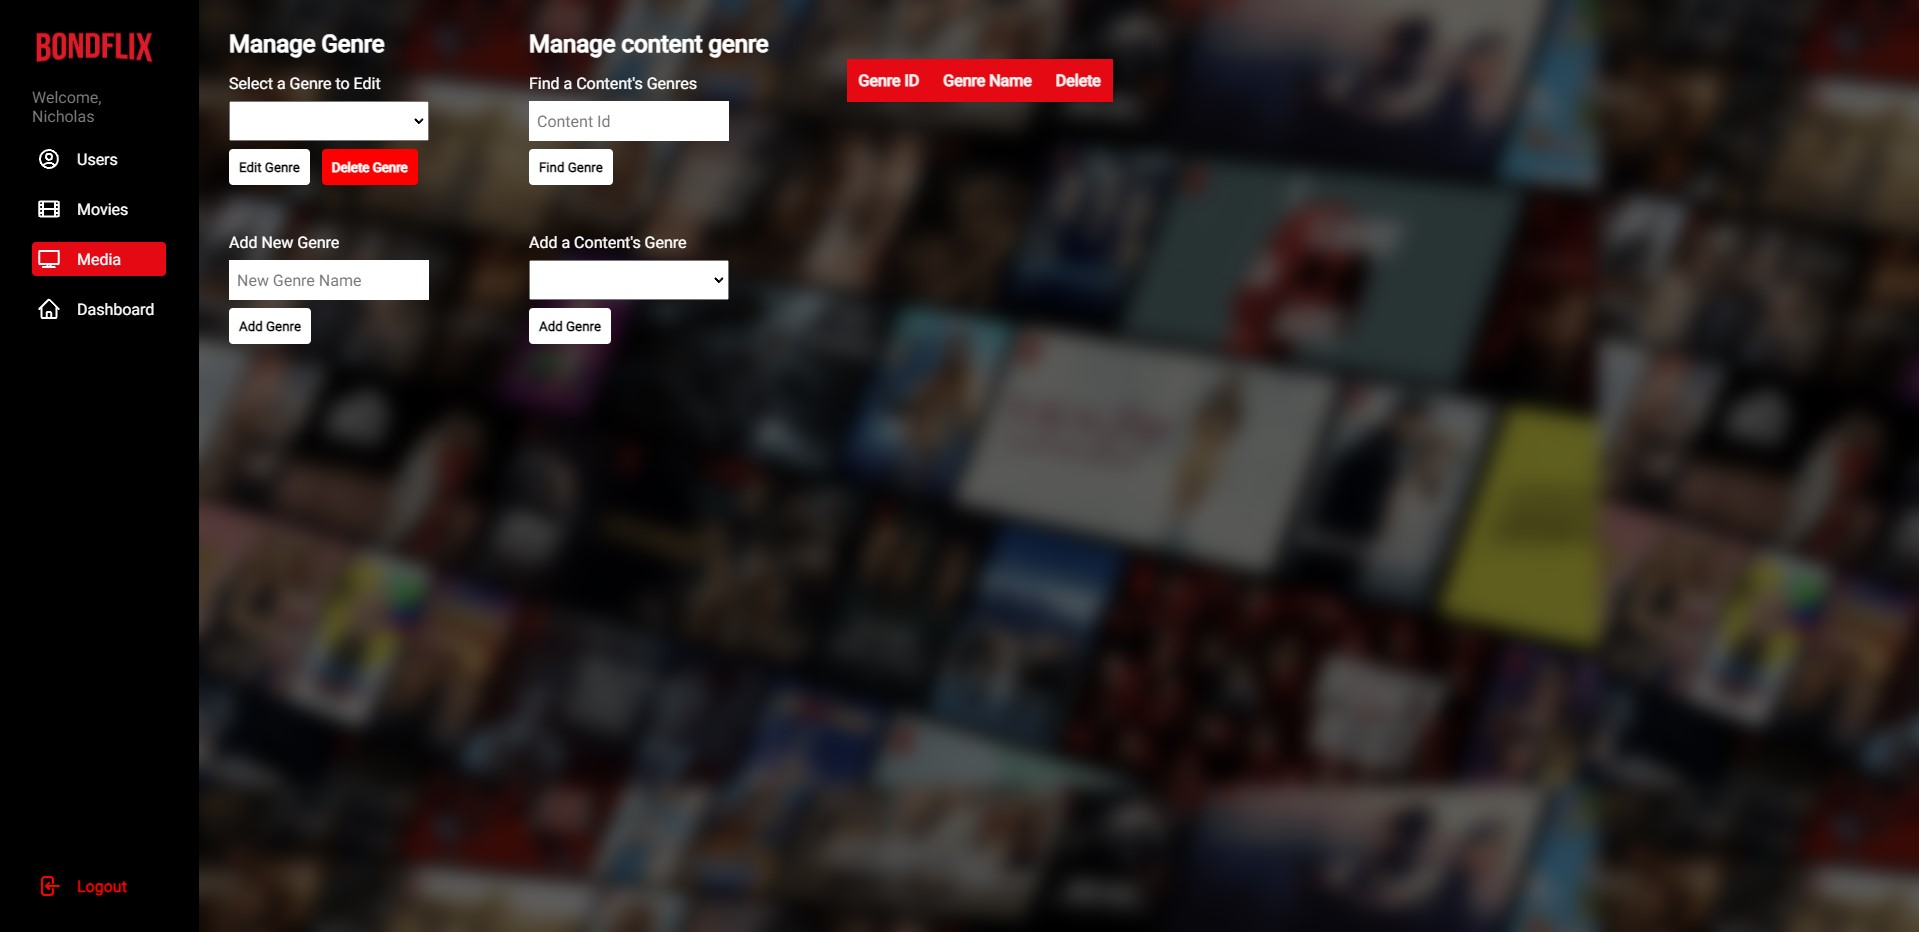 BONDFLIX
Welcome,
Nicholas
Users
Movies
Media
Dashboard
Logout
Manage Genre
Select a Genre to Edit
Edit Genre
Delete Genre
Add New Genre
New Genre Name
Add Genre
Manage content genre
Find a Content's Genres
Content Id
Find Genre
Add a Content's Genre
Add Genre
Genre ID Genre Name Delete